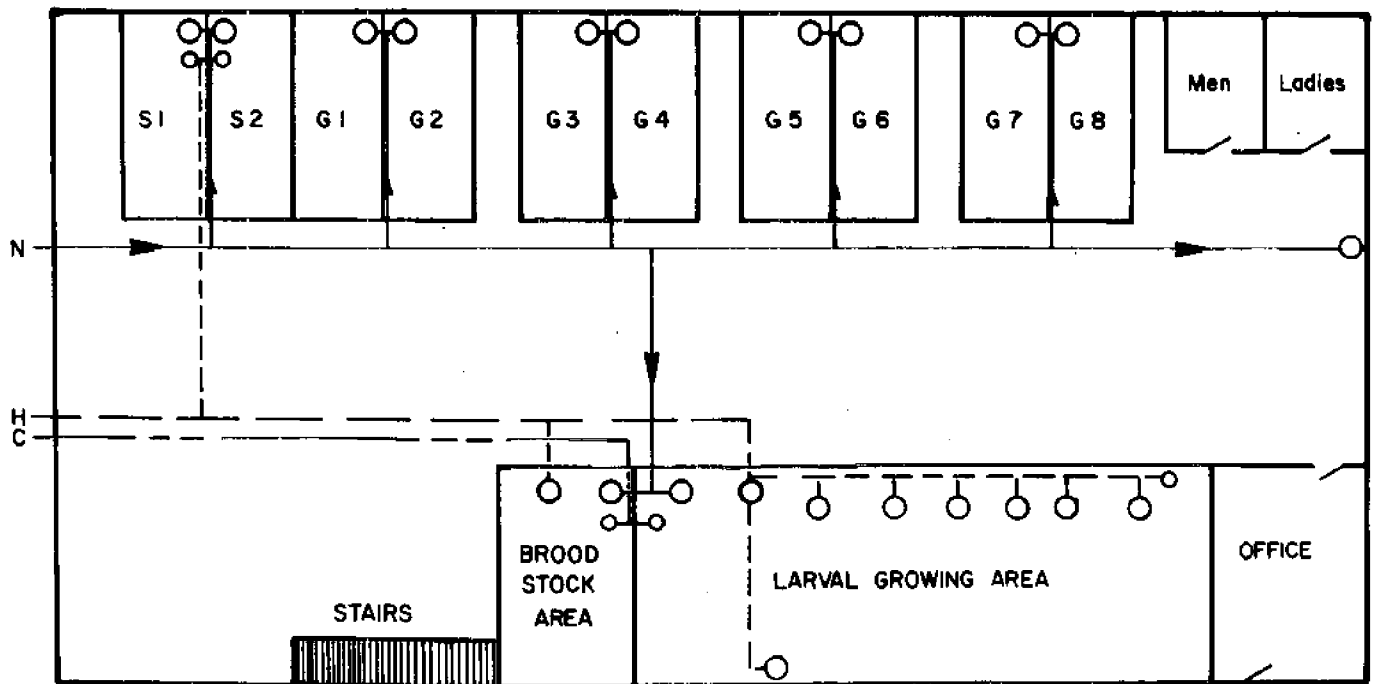 Men Ladies
S1 S2 G1 G2 G3 G4 G5 G6 G7 G8
N
H
C
BROOD
STOCK
AREA
LARVAL GROWING AREA
OFFICE
STAIRS